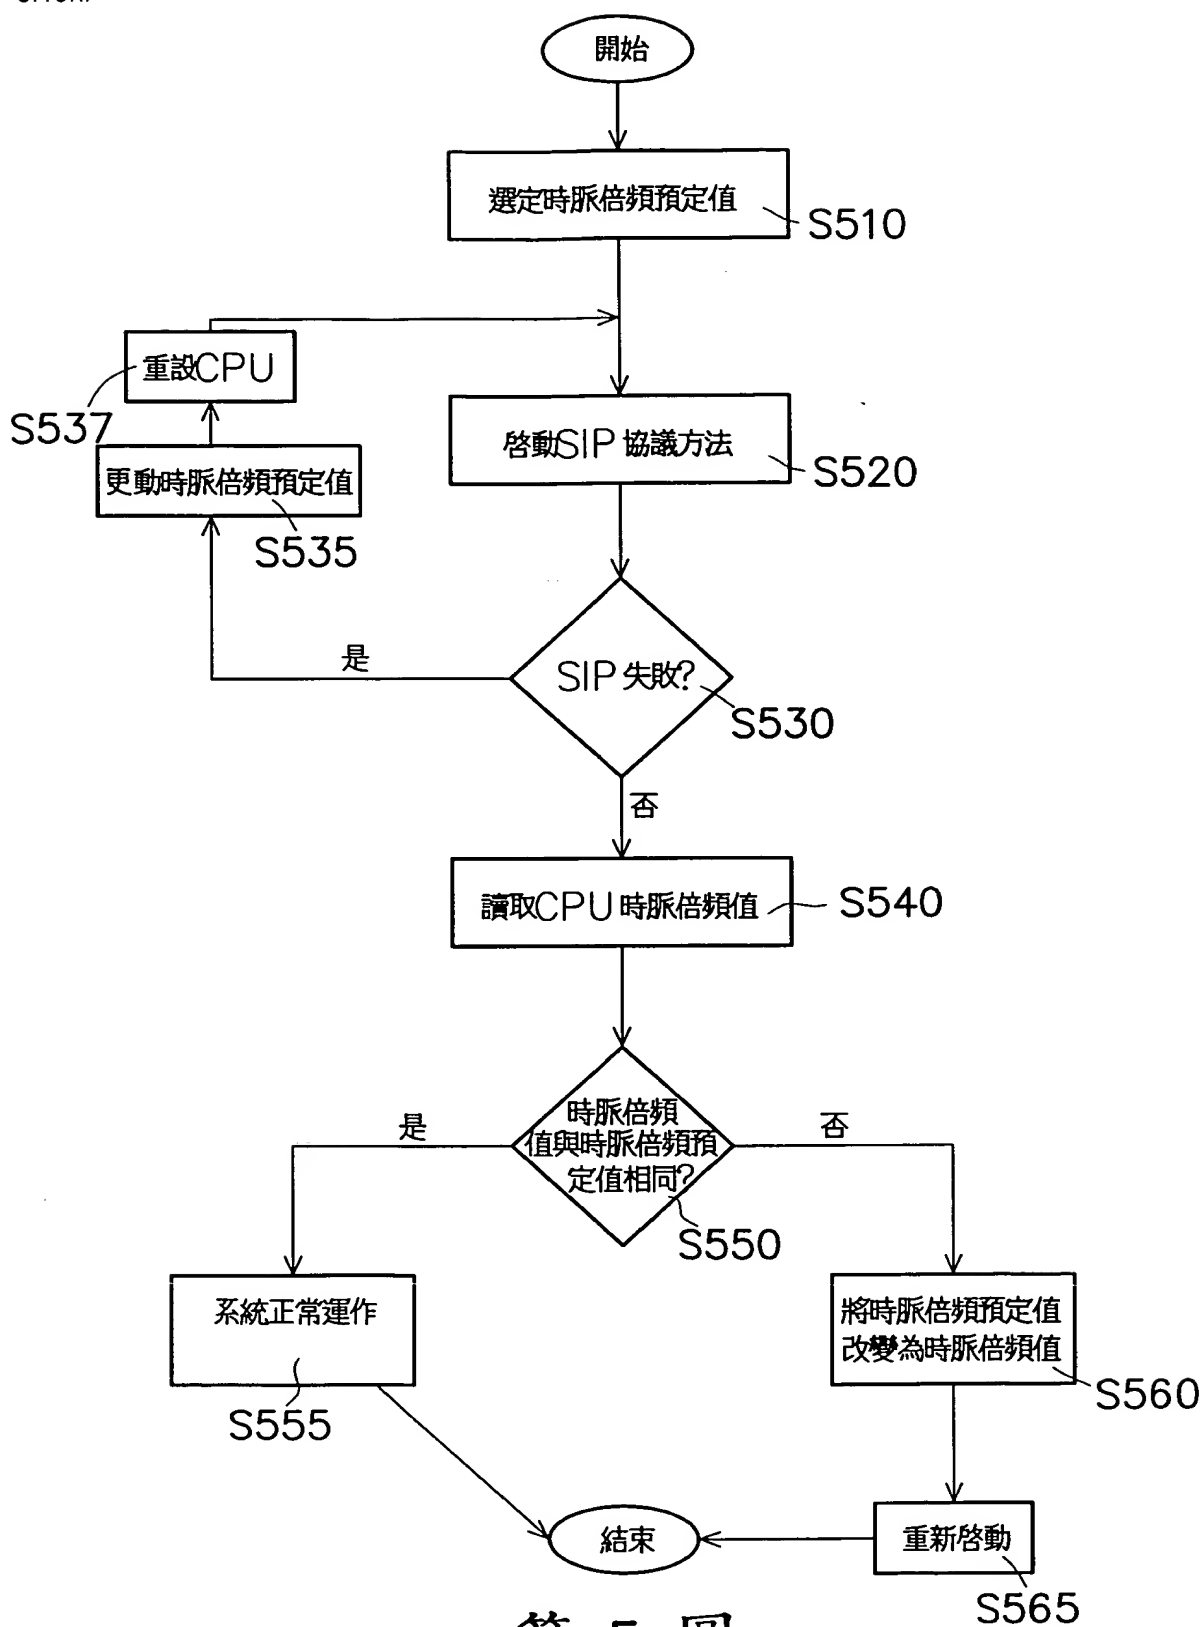 開始
選定時脈倍頻預定值
S510
重設CPU
S537
啓動SIP 協議方法
S520
更動時脈倍頻預定值
S535
是
SIP 失敗?
S530
否
讀取CPU 時脈倍頻值
S540
時脈倍頻
值與時脈倍頻預
定值相同?
S550
是
否
系統正常運作
S555
將時脈倍頻預定值
改變為時脈倍頻值
S560
結束
重新啓動
S565
第 5 圖